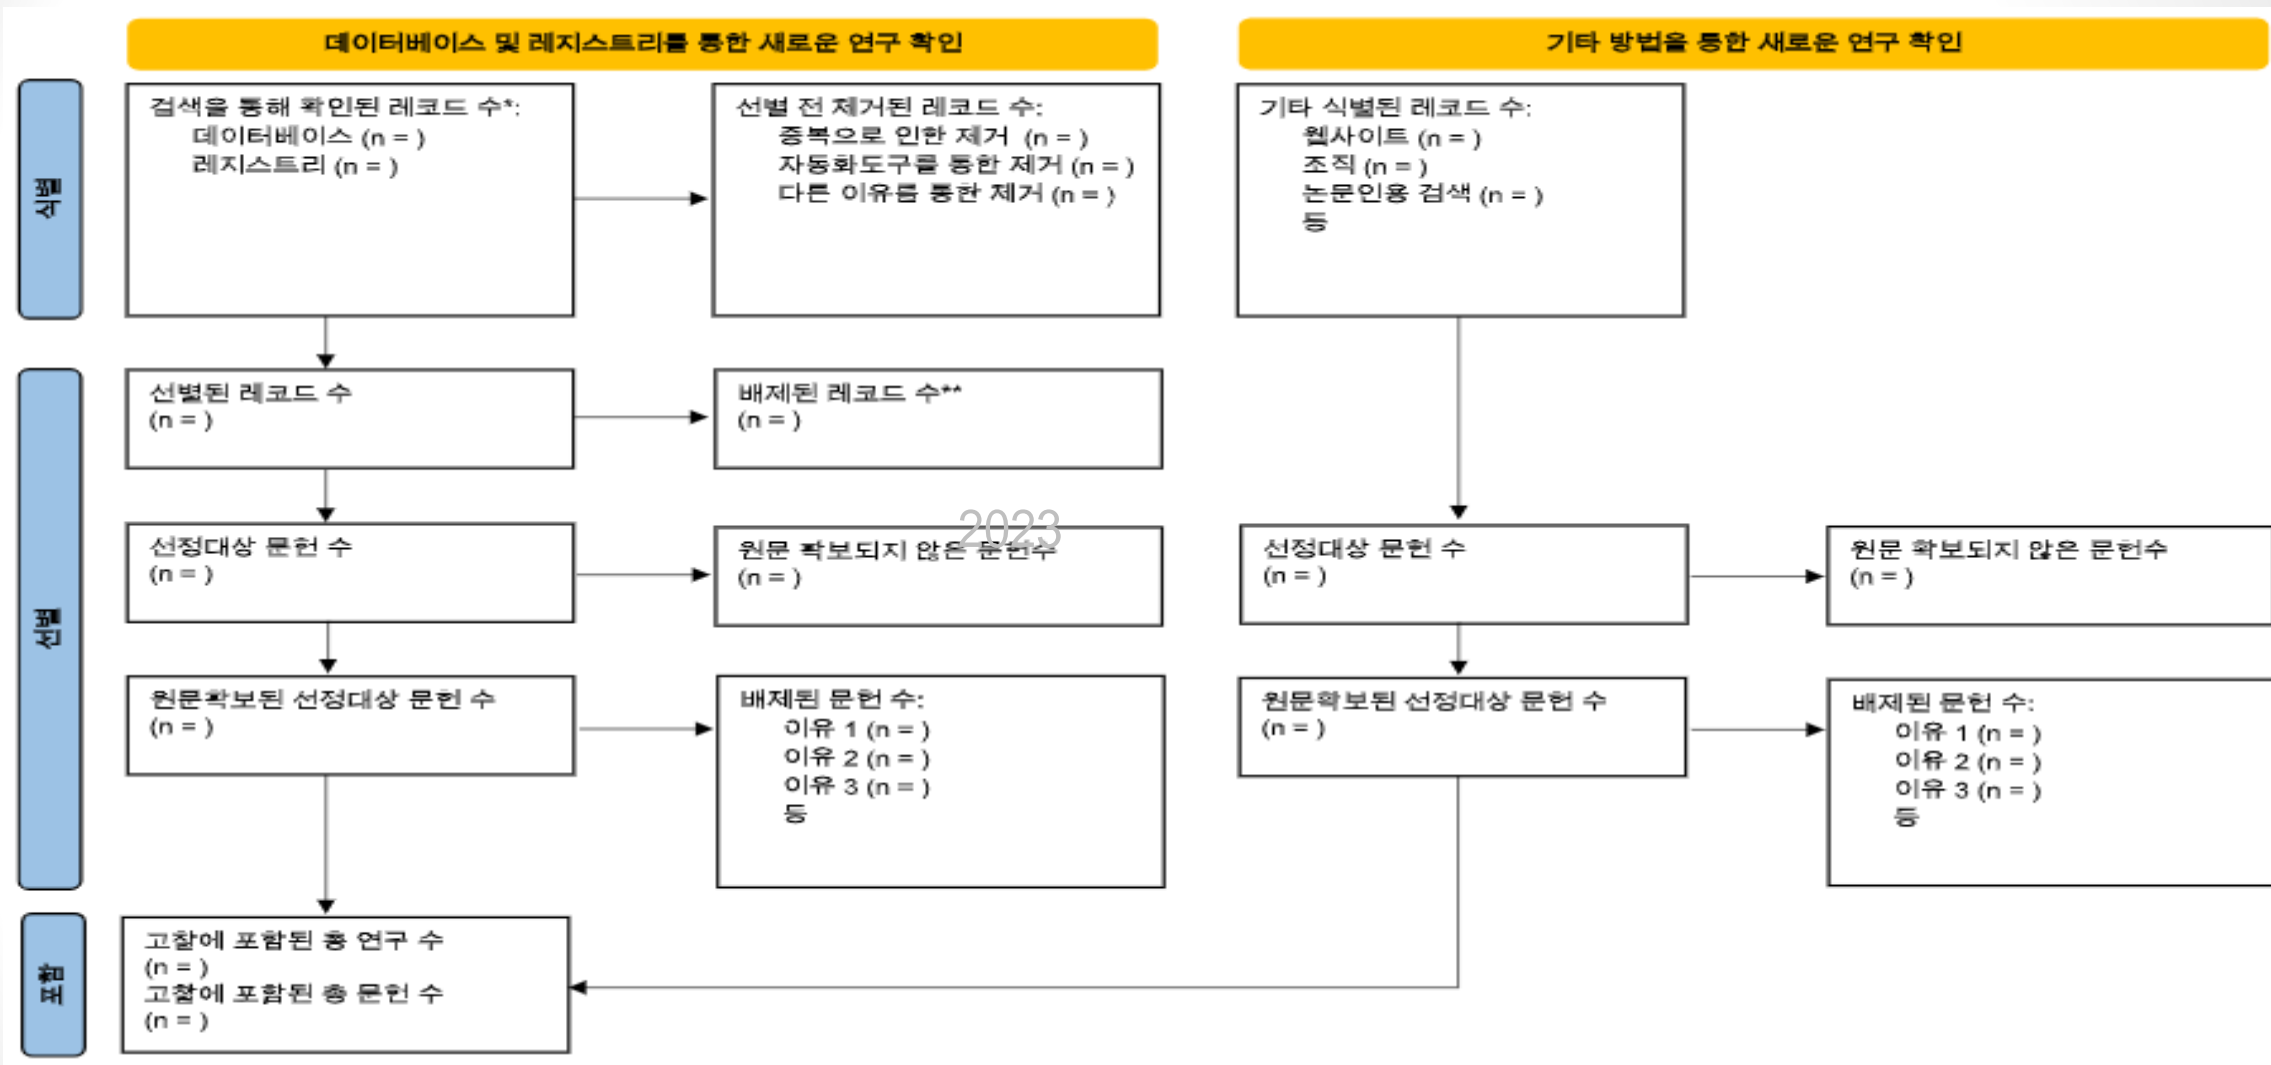 데이터베이스 및 레지스트리를 통한 새로운 연구 확인
기타 방법을 통한 새로운 연구 확인
식별
검색을 통해 확인된 레코드 수*:
데이터베이스 (n = )
레지스트리 (n = )
선별 전 제거된 레코드 수:
중복으로 인한 제거 (n = )
자동화도구를 통한 제거 (n = )
다른 이유를 통한 제거 (n = )
기타 식별된 레코드 수:
웹사이트 (n = )
조직 (n = )
논문인용 검색 (n = )
등
선별
선별된 레코드 수
(n = )
배제된 레코드 수**
(n = )
선정대상 문헌 수
(n = )
2023
원문 확보되지 않은 문헌수
(n = )
선정대상 문헌 수
(n = )
원문 확보되지 않은 문헌수
(n = )
원문확보된 선정대상 문헌 수
(n = )
배제된 문헌 수:
이유 1 (n = )
이유 2 (n = )
이유 3 (n = )
등
원문확보된 선정대상 문헌 수
(n = )
배제된 문헌 수:
이유 1 (n = )
이유 2 (n = )
이유 3 (n = )
등
포함
고찰에 포함된 총 연구 수
(n = )
고찰에 포함된 총 문헌 수
(n = )